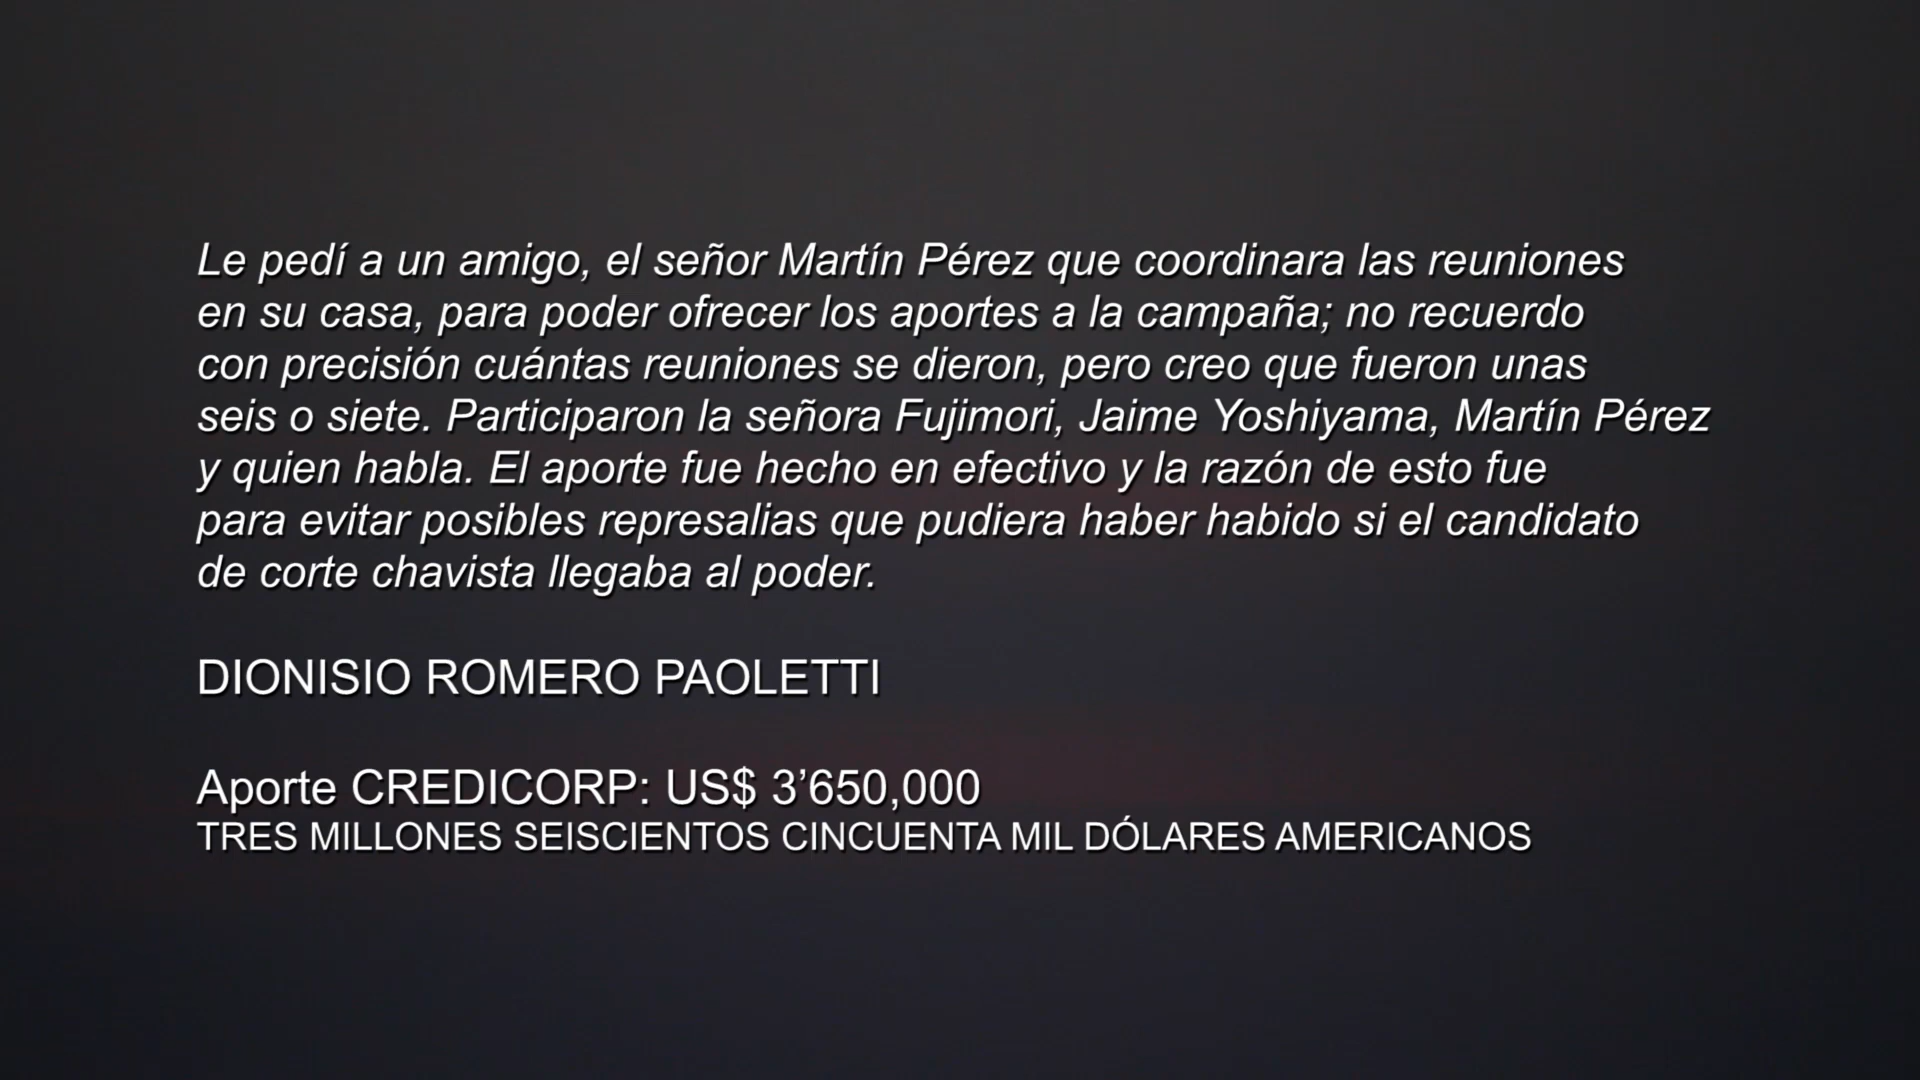 Le pedí a un amigo, el señor Martín Pérez que coordinara las reuniones
en su casa, para poder ofrecer los aportes a la campaña; no recuerdo
con precisión cuántas reuniones se dieron, pero creo que fueron unas
seis o siete. Participaron la señora Fujimori, Jaime Yoshiyama, Martín Pérez
y quien habla. El aporte fue hecho en efectivo y la razón de esto fue
para evitar posibles represalias que pudiera haber habido si el candidato
de corte chavista llegaba al poder.
DIONISIO ROMERO PAOLETTI
Aporte CREDICORP: US$ 3’650,000
TRES MILLONES SEISCIENTOS CINCUENTA MIL DÓLARES AMERICANOS